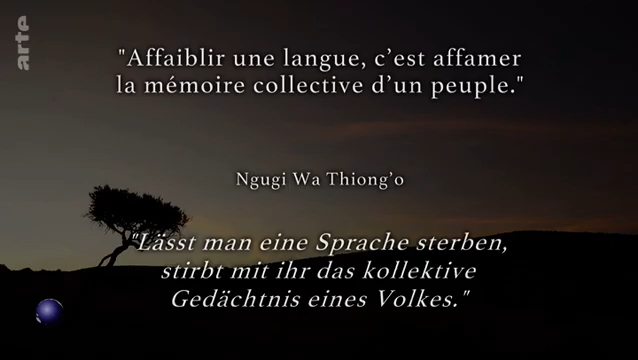 arte
"Affaiblir une langue, c’est affamer
la mémoire collective d’un peuple."
Ngugi Wa Thiong’o
"Lässt man eine Sprache sterben,
stirbt mit ihr das kollektive
Gedächtnis eines Volkes."